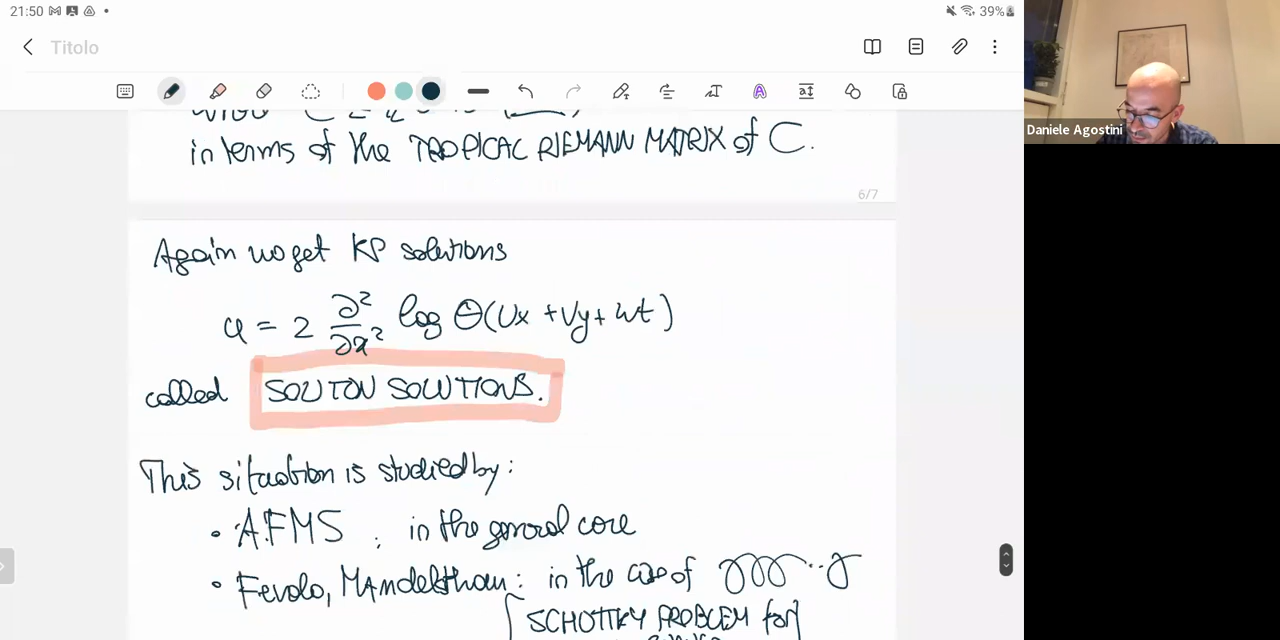 21:50
39%
Titolo
in terms of the TROPICAL RIEMANN MATRIX of C.
6/7
Again we get KP solutions
u = 2 ∂²/∂x² log Θ(Ux + Vy + Wt)
called SOLITON SOLUTIONS.
This situation is studied by:
• A.FMS, in the general case
• Fevola, Mandelshtam: in the case of
[SCHOTTKY PROBLEM for]
Daniele Agostini